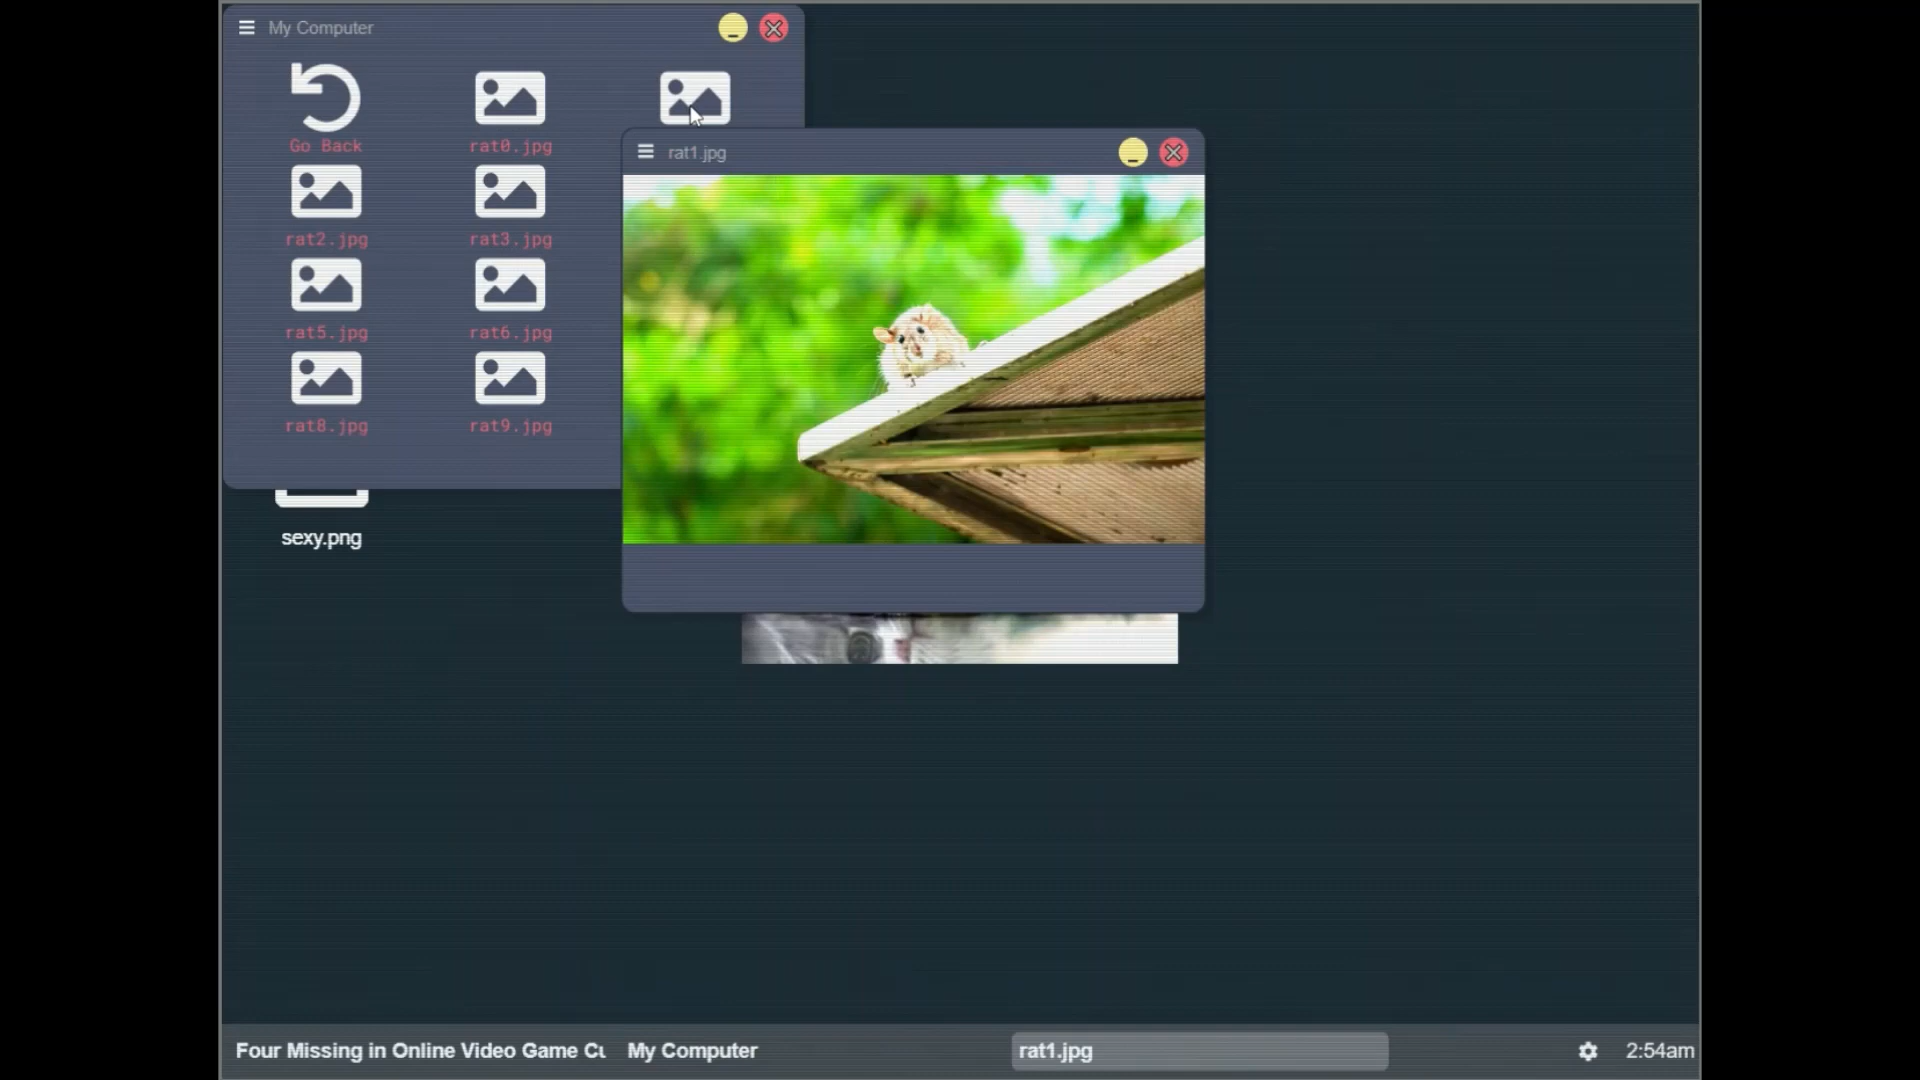 My Computer
Go Back
rat0.jpg
rat1.jpg
rat2.jpg
rat3.jpg
rat5.jpg
rat6.jpg
rat8.jpg
rat9.jpg
sexy.png
Four Missing in Online Video Game
My Computer
rat1.jpg
2:54am